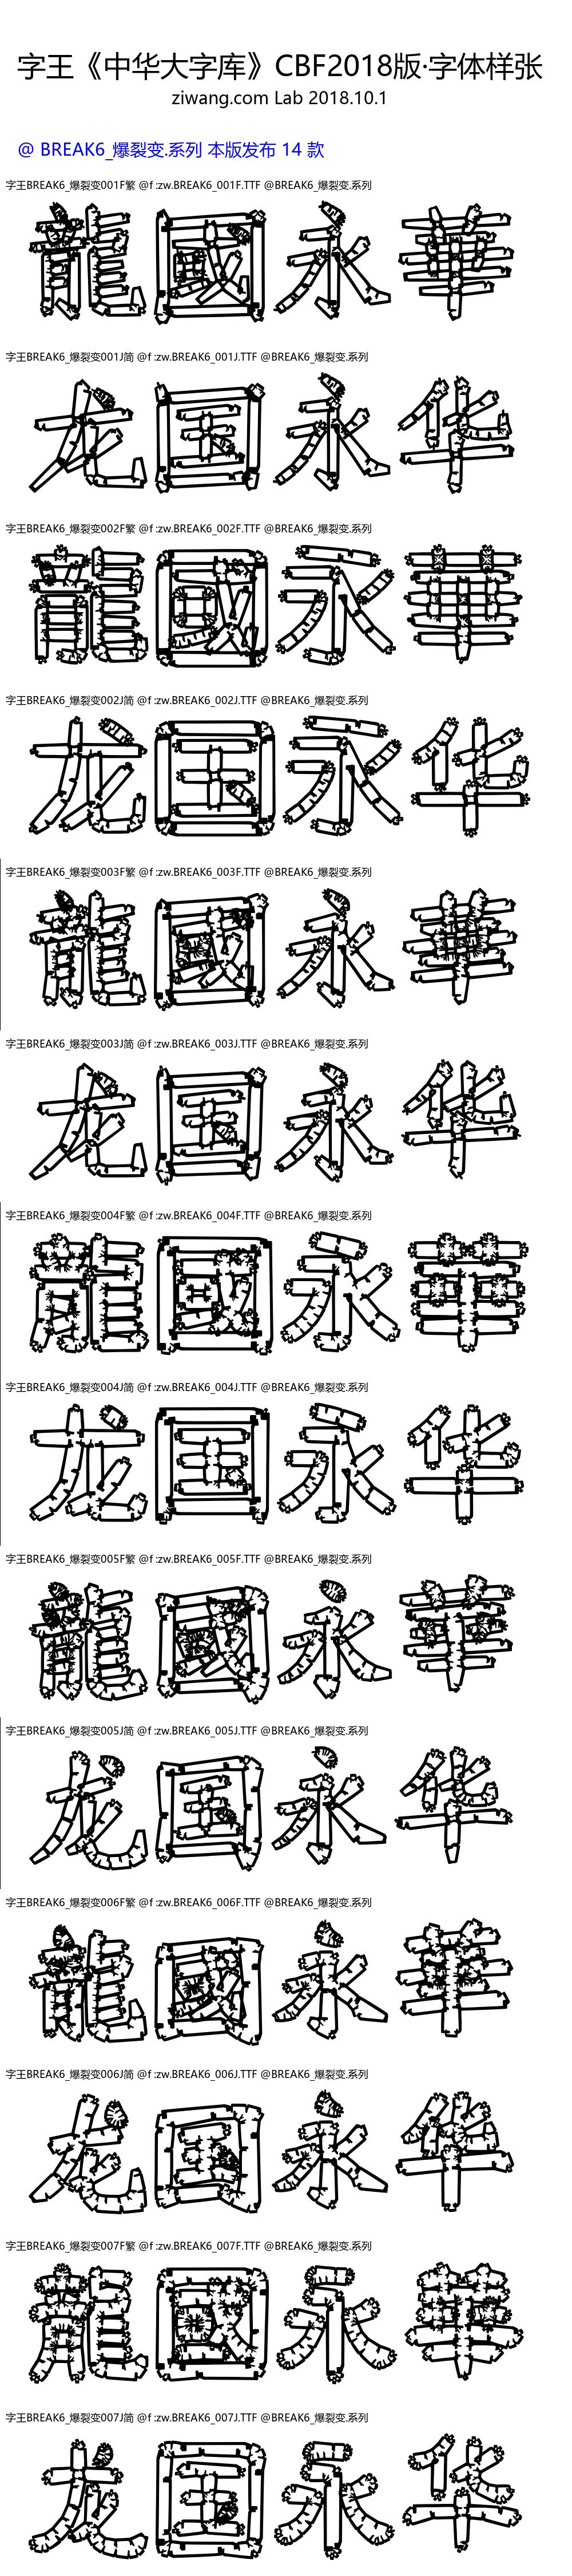 字王《中华大字库》CBF2018版·字体样张
ziwang.com Lab 2018.10.1
@ BREAK6_爆裂变.系列 本版发布 14 款
字王BREAK6_爆裂变001F繁 @f :zw.BREAK6_001F.TTF @BREAK6_爆裂变.系列
龍國永華
字王BREAK6_爆裂变001J简 @f :zw.BREAK6_001J.TTF @BREAK6_爆裂变.系列
龙国永华
字王BREAK6_爆裂变002F繁 @f :zw.BREAK6_002F.TTF @BREAK6_爆裂变.系列
龍國永華
字王BREAK6_爆裂变002J简 @f :zw.BREAK6_002J.TTF @BREAK6_爆裂变.系列
龙国永华
字王BREAK6_爆裂变003F繁 @f :zw.BREAK6_003F.TTF @BREAK6_爆裂变.系列
龍國永華
字王BREAK6_爆裂变003J简 @f :zw.BREAK6_003J.TTF @BREAK6_爆裂变.系列
龙国永华
字王BREAK6_爆裂变004F繁 @f :zw.BREAK6_004F.TTF @BREAK6_爆裂变.系列
龍國永華
字王BREAK6_爆裂变004J简 @f :zw.BREAK6_004J.TTF @BREAK6_爆裂变.系列
龙国永华
字王BREAK6_爆裂变005F繁 @f :zw.BREAK6_005F.TTF @BREAK6_爆裂变.系列
龍國永華
字王BREAK6_爆裂变005J简 @f :zw.BREAK6_005J.TTF @BREAK6_爆裂变.系列
龙国永华
字王BREAK6_爆裂变006F繁 @f :zw.BREAK6_006F.TTF @BREAK6_爆裂变.系列
龍國永華
字王BREAK6_爆裂变006J简 @f :zw.BREAK6_006J.TTF @BREAK6_爆裂变.系列
龙国永华
字王BREAK6_爆裂变007F繁 @f :zw.BREAK6_007F.TTF @BREAK6_爆裂变.系列
龍國永華
字王BREAK6_爆裂变007J简 @f :zw.BREAK6_007J.TTF @BREAK6_爆裂变.系列
龙国永华